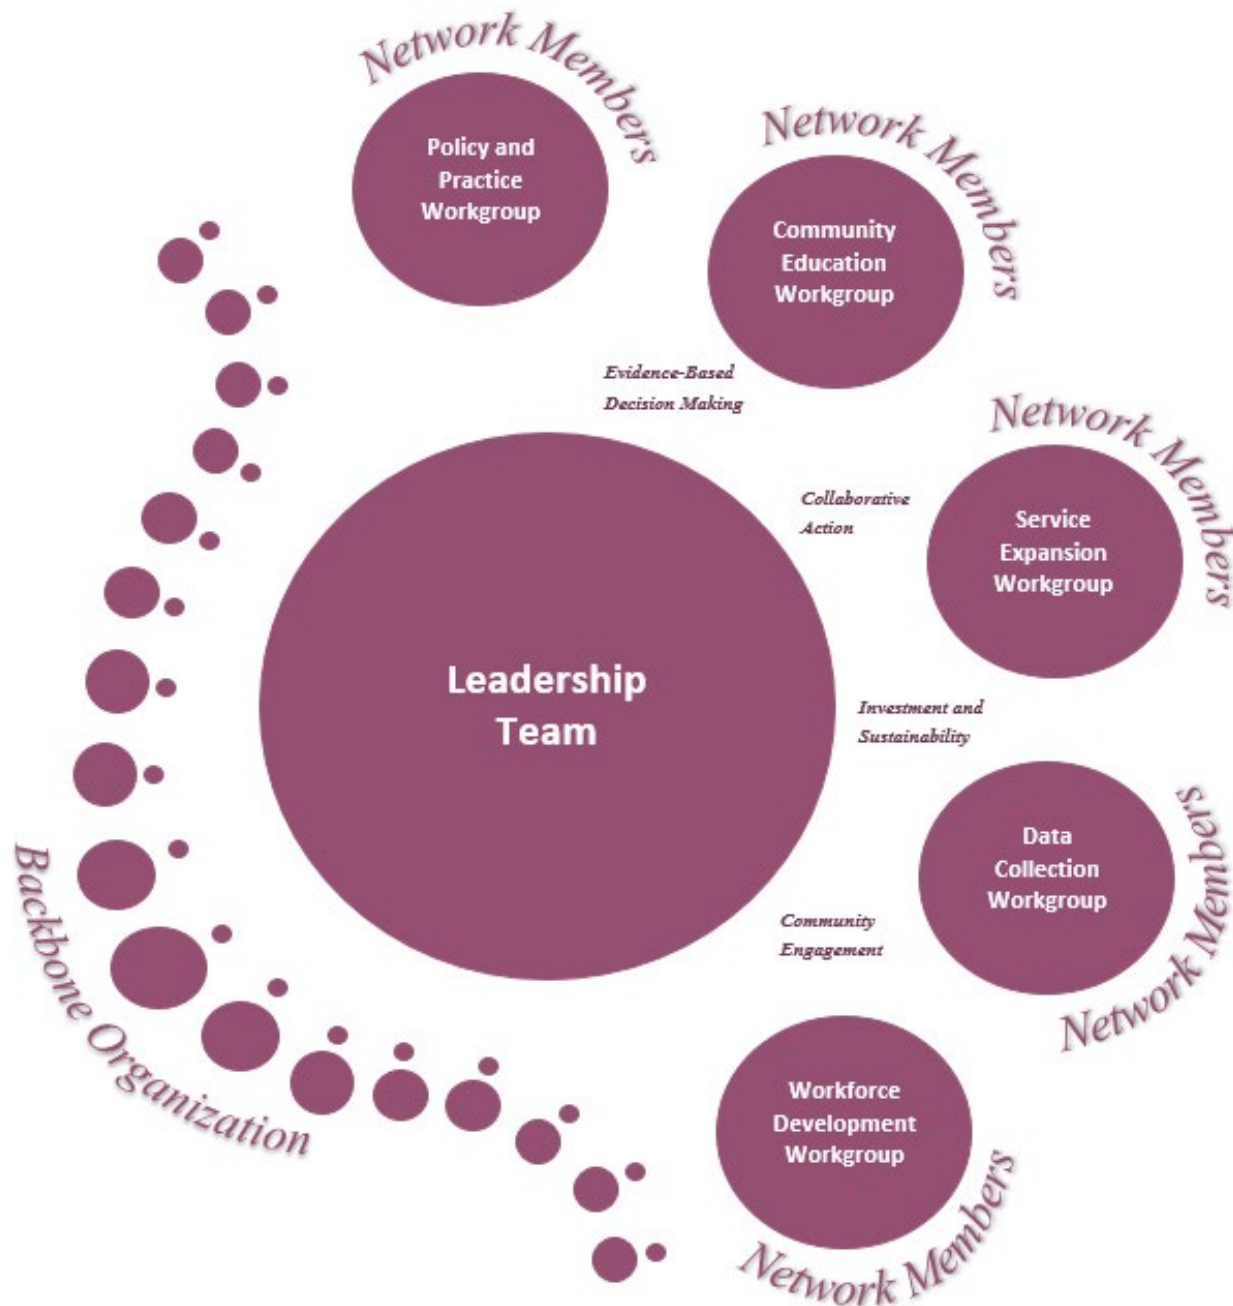 Network Members
Policy and
Practice
Workgroup
Network Members
Community
Education
Workgroup
Evidence-Based
Decision Making
Network Members
Service
Expansion
Workgroup
Collaborative
Action
Leadership
Team
Investment and
Sustainability
Data
Collection
Workgroup
Network Members
Community
Engagement
Backbone Organization
Workforce
Development
Workgroup
Network Members